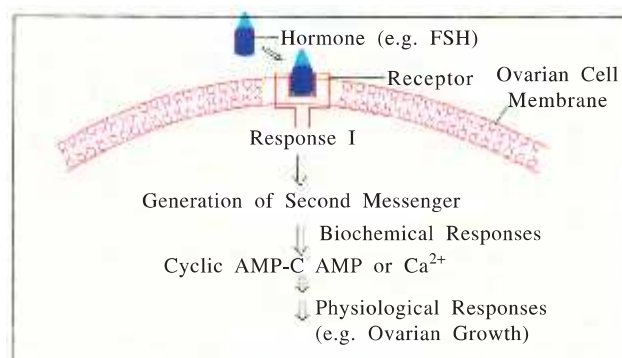 Hormone (e.g. FSH)
Receptor
Ovarian Cell
Membrane
Response I
Generation of Second Messenger
Biochemical Responses
Cyclic AMP-C AMP or Ca²⁺
Physiological Responses
(e.g. Ovarian Growth)